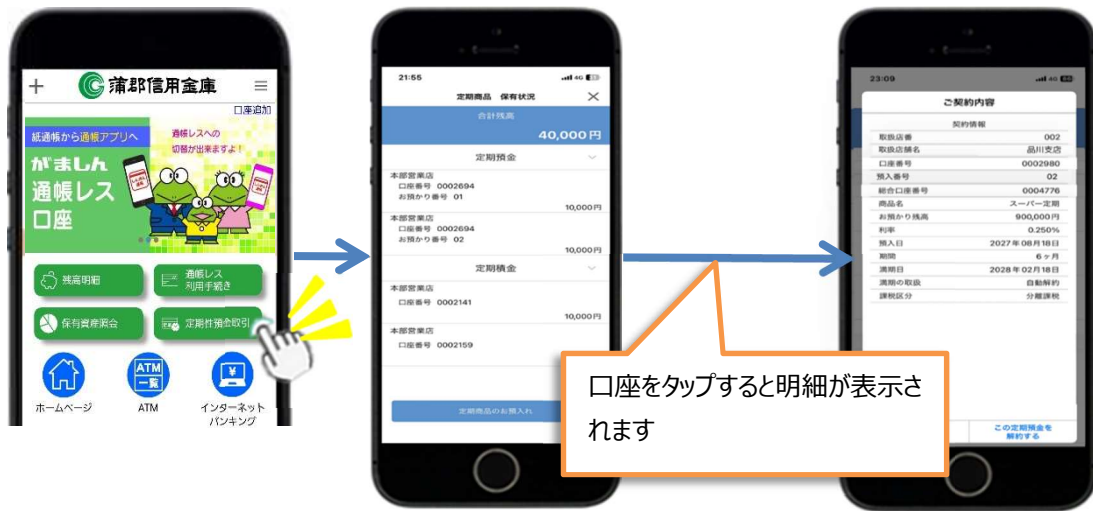 蒲郡信用金庫
口座追加
紙通帳から通帳アプリへ
通帳レスへの
切替が出来ますよ！
がましん
通帳レス
口座
残高明細
通帳レス
利用手続き
保有資産照会
定期性預金取引
ATM
一覧
ホームページ
ATM
インターネット
バンキング
21:55
4G
定期商品 保有状況
合計残高
40,000円
定期預金
本部営業店
口座番号 0002694
お預かり番号 01
10,000円
本部営業店
口座番号 0002694
お預かり番号 02
10,000円
定期積金
本部営業店
口座番号 0002141
10,000円
本部営業店
口座番号 0002159
定期商品のお預入れ
口座をタップすると明細が表示さ
れます
23:09
4G
ご契約内容
契約情報
取扱店番 002
取扱店舗名 品川支店
口座番号 0002980
預入番号 02
総合口座番号 0004776
商品名 スーパー定期
お預かり残高 900,000円
利率 0.250%
預入日 2027年08月18日
期間 6ヶ月
満期日 2028年02月18日
満期の取扱 自動解約
課税区分 分離課税
この定期預金を
解約する